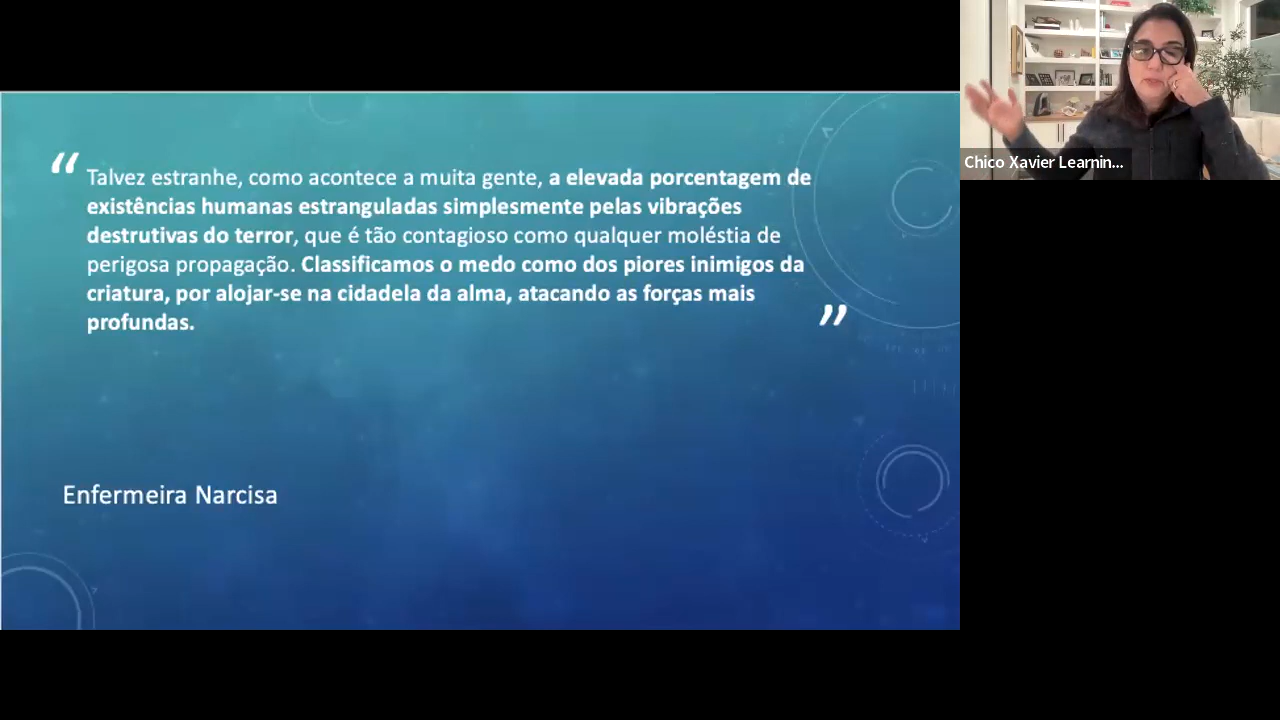 “ Talvez estranhe, como acontece a muita gente, a elevada porcentagem de
existências humanas estranguladas simplesmente pelas vibrações
destrutivas do terror, que é tão contagioso como qualquer moléstia de
perigosa propagação. Classificamos o medo como dos piores inimigos da
criatura, por alojar-se na cidadela da alma, atacando as forças mais
profundas. ”
Enfermeira Narcisa
Chico Xavier Learnin...